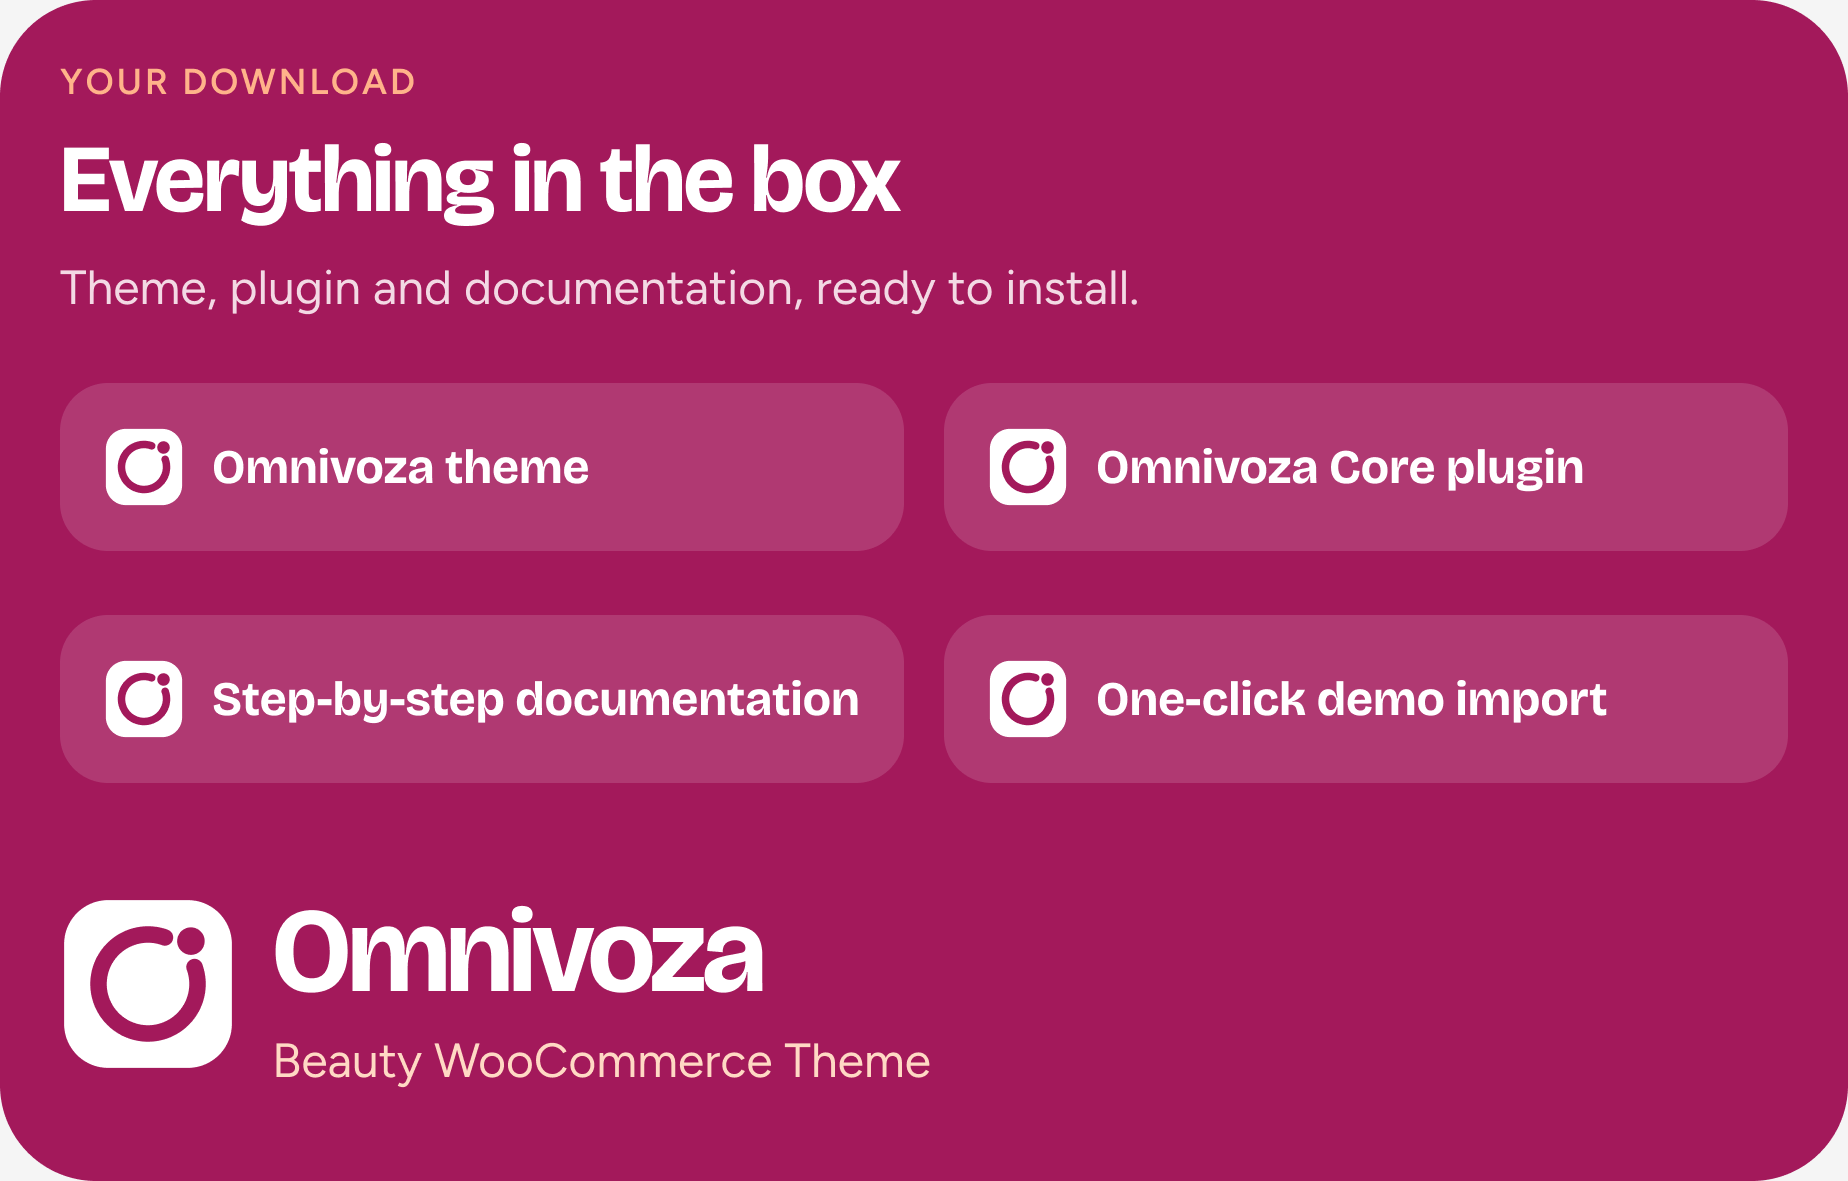 YOUR DOWNLOAD
Everything in the box
Theme, plugin and documentation, ready to install.
Omnivoza theme
Omnivoza Core plugin
Step-by-step documentation
One-click demo import
Omnivoza
Beauty WooCommerce Theme